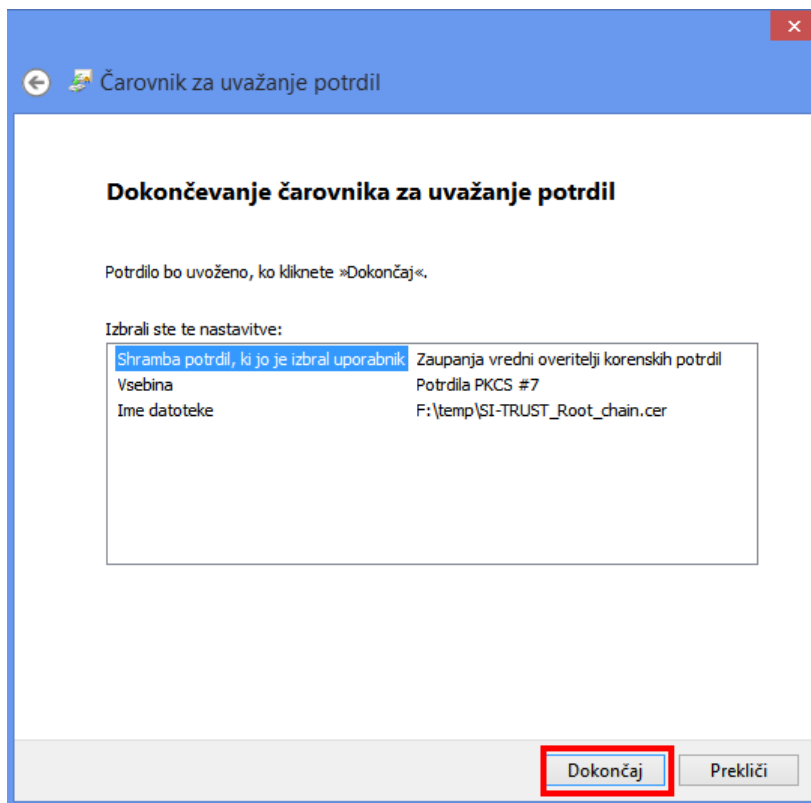 Čarovnik za uvažanje potrdil
Dokončevanje čarovnika za uvažanje potrdil
Potrdilo bo uvoženo, ko kliknete »Dokončaj«.
Izbrali ste te nastavitve:
Shramba potrdil, ki jo je izbral uporabnik Zaupanja vredni overitelji korenskih potrdil
Vsebina Potrdila PKCS #7
Ime datoteke F:\temp\SI-TRUST_Root_chain.cer
Dokončaj Prekliči